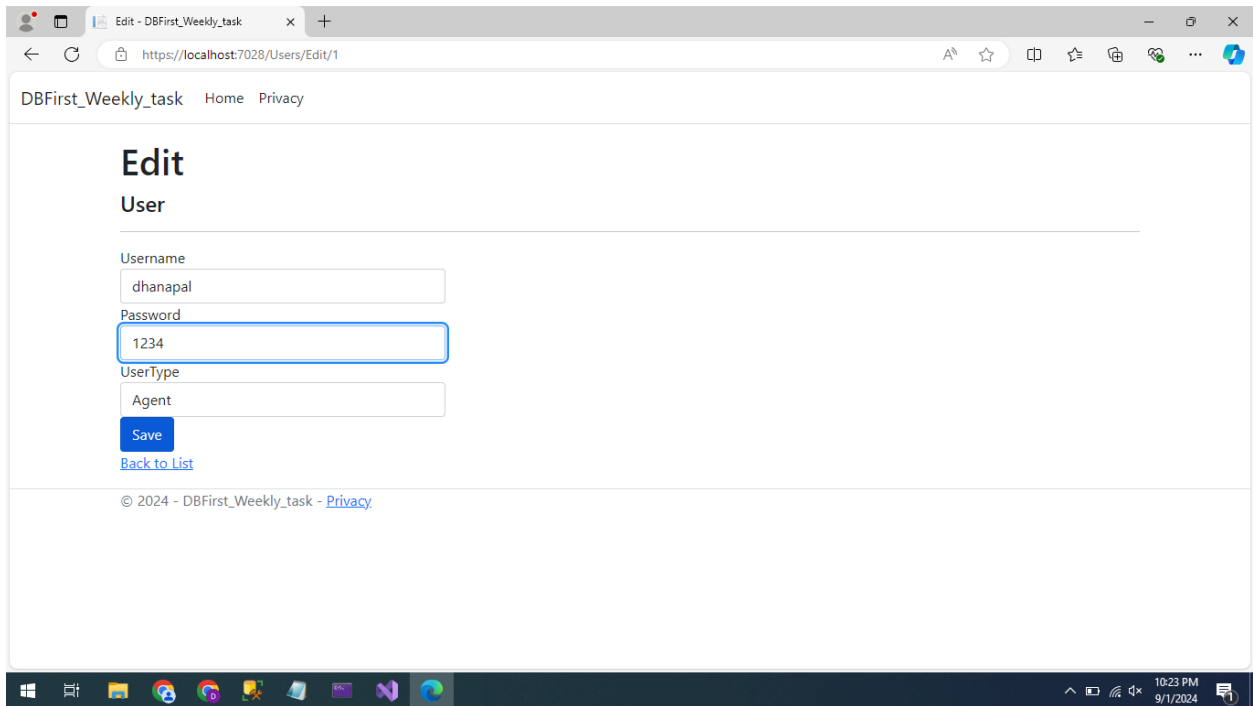 Edit - DBFirst_Weekly_task
https://localhost:7028/Users/Edit/1
DBFirst_Weekly_task Home Privacy
Edit
User
Username
dhanapal
Password
1234
UserType
Agent
Save
Back to List
© 2024 - DBFirst_Weekly_task - Privacy
10:23 PM
9/1/2024